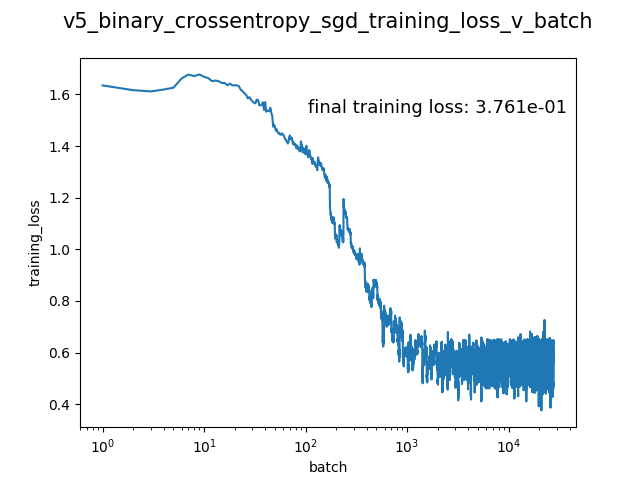 v5_binary_crossentropy_sgd_training_loss_v_batch
final training loss: 3.761e-01
training_loss
1.6
1.4
1.2
1.0
0.8
0.6
0.4
10⁰ 10¹ 10² 10³ 10⁴
batch